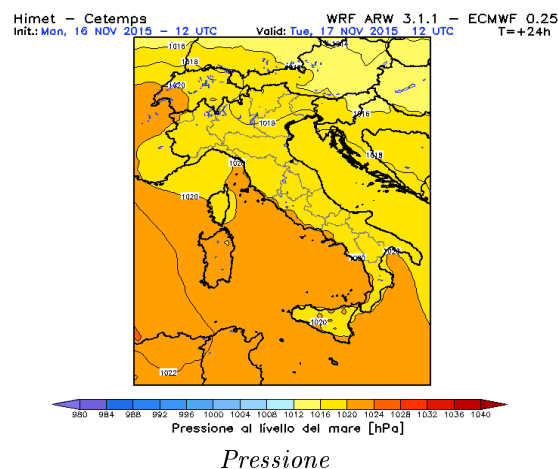 Himet – Cetemps WRF ARW 3.1.1 – ECMWF 0.25
Init.: Mon, 16 NOV 2015 – 12 UTC Valid: Tue, 17 NOV 2015 12 UTC T=+24h
1016
1018
1020
1016
1018
1018
1020
1020
1020
1022
980 984 988 992 996 1000 1004 1008 1012 1016 1020 1024 1028 1032 1036 1040
Pressione al livello del mare [hPa]
Pressione